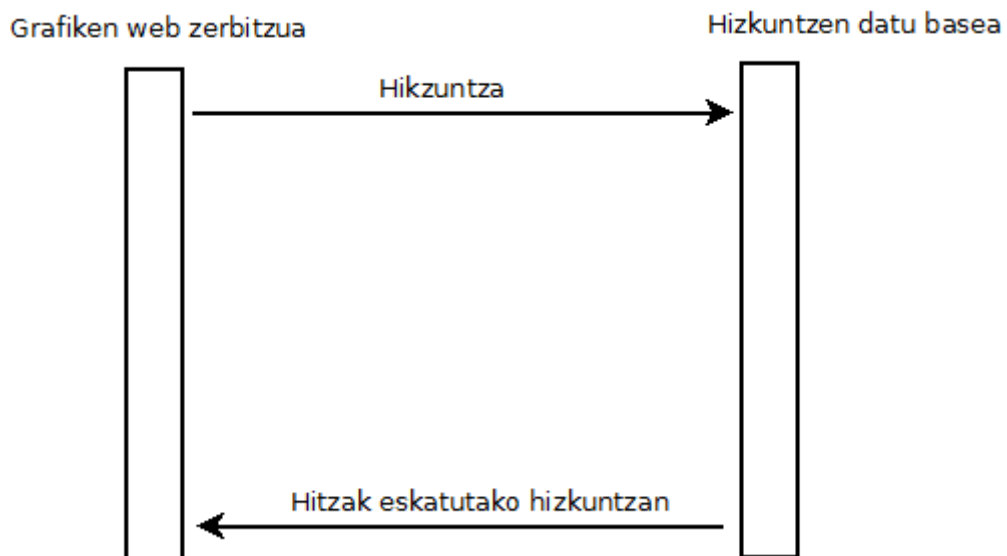 Grafiken web zerbitzua
Hizkuntzen datu basea
Hikzuntza
Hitzak eskatutako hizkuntzan